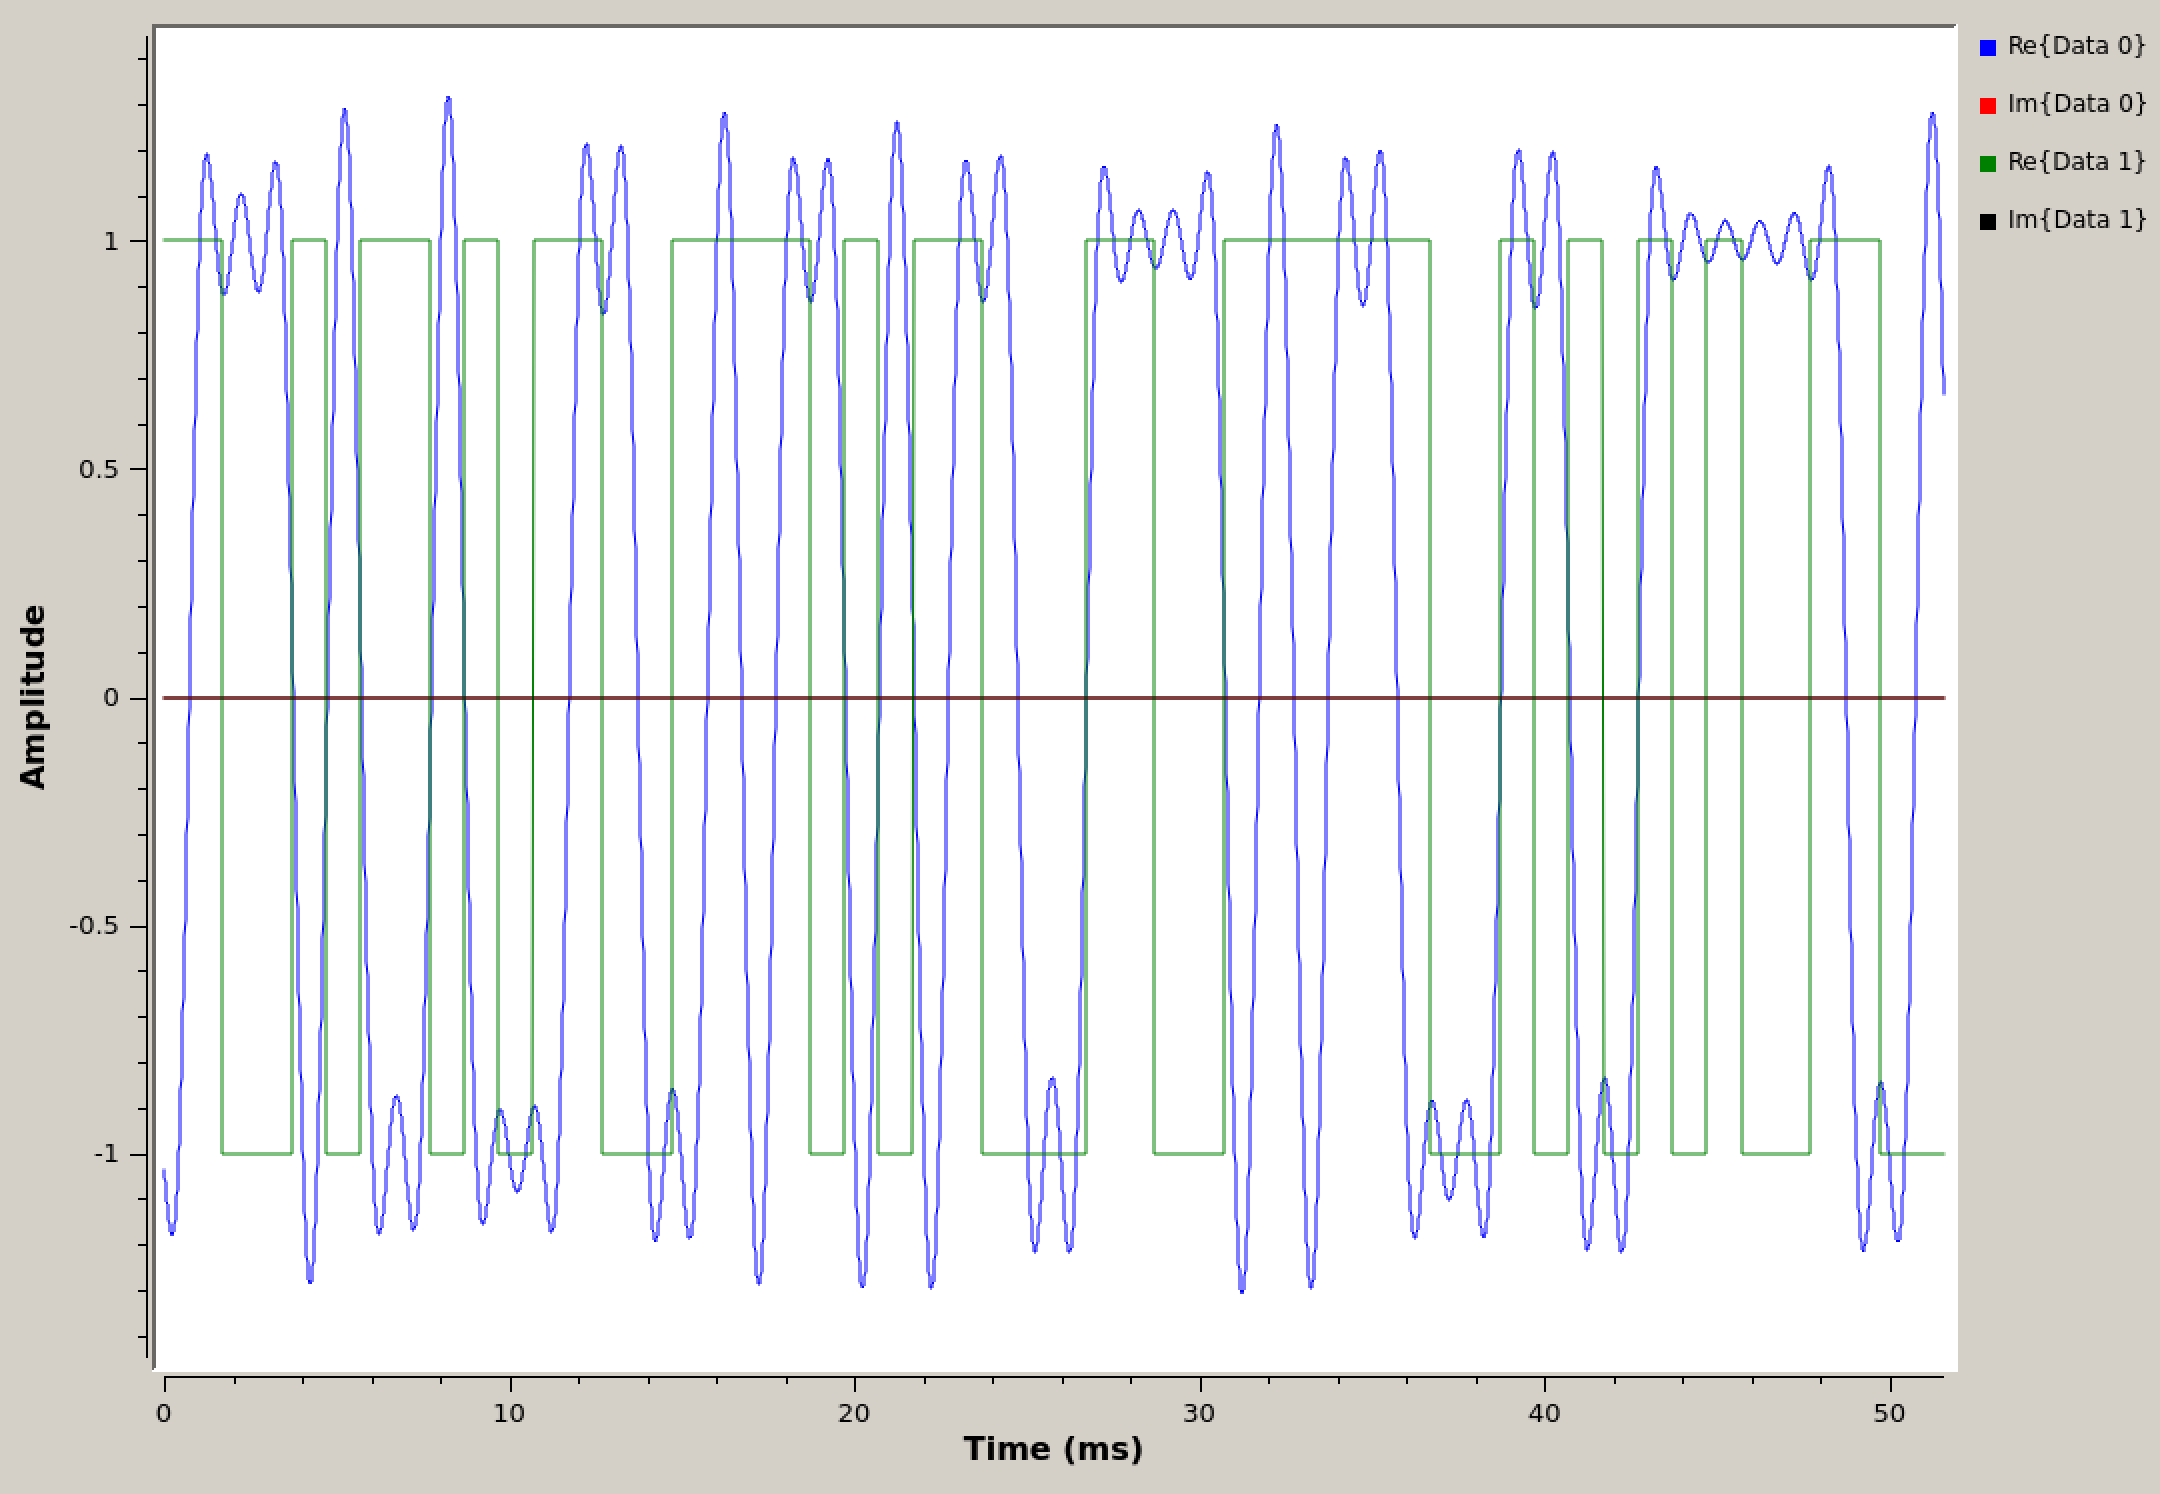 Re{Data 0}
Im{Data 0}
Re{Data 1}
Im{Data 1}
1
0.5
0
-0.5
-1
Amplitude
0 10 20 30 40 50
Time (ms)